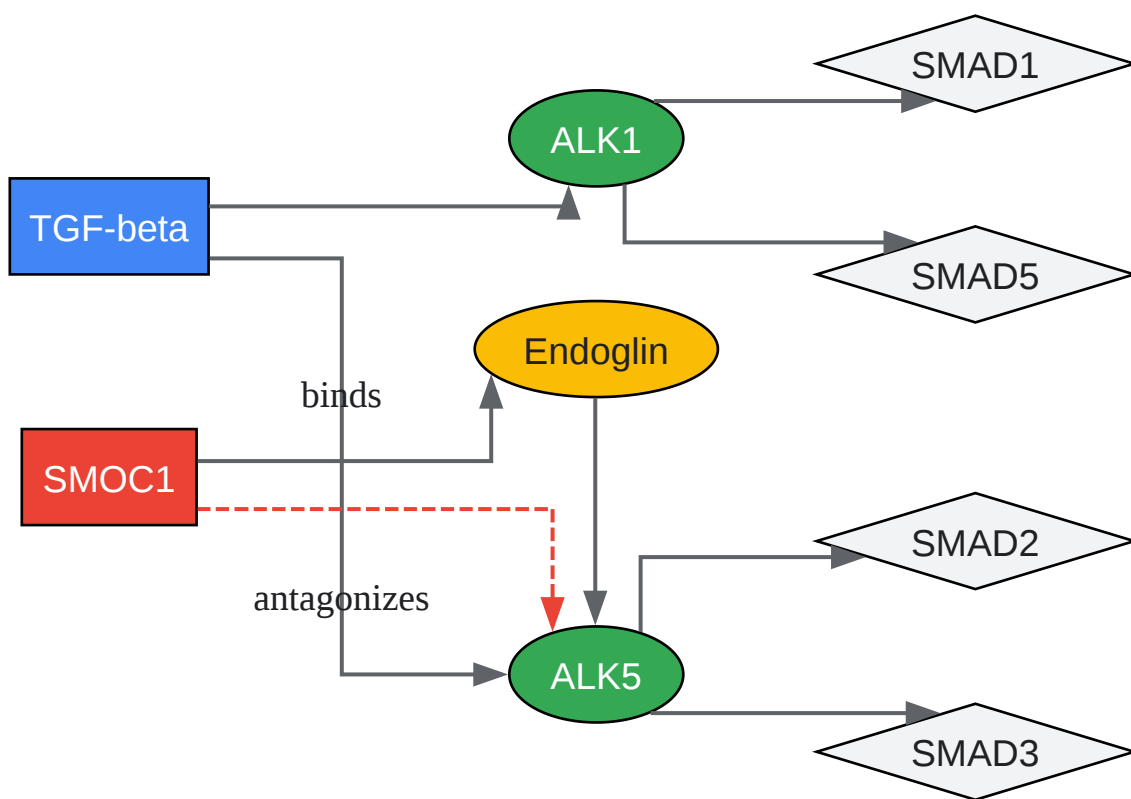 SMAD1
ALK1
TGF-beta
SMAD5
Endoglin
binds
SMOC1
SMAD2
antagonizes
ALK5
SMAD3